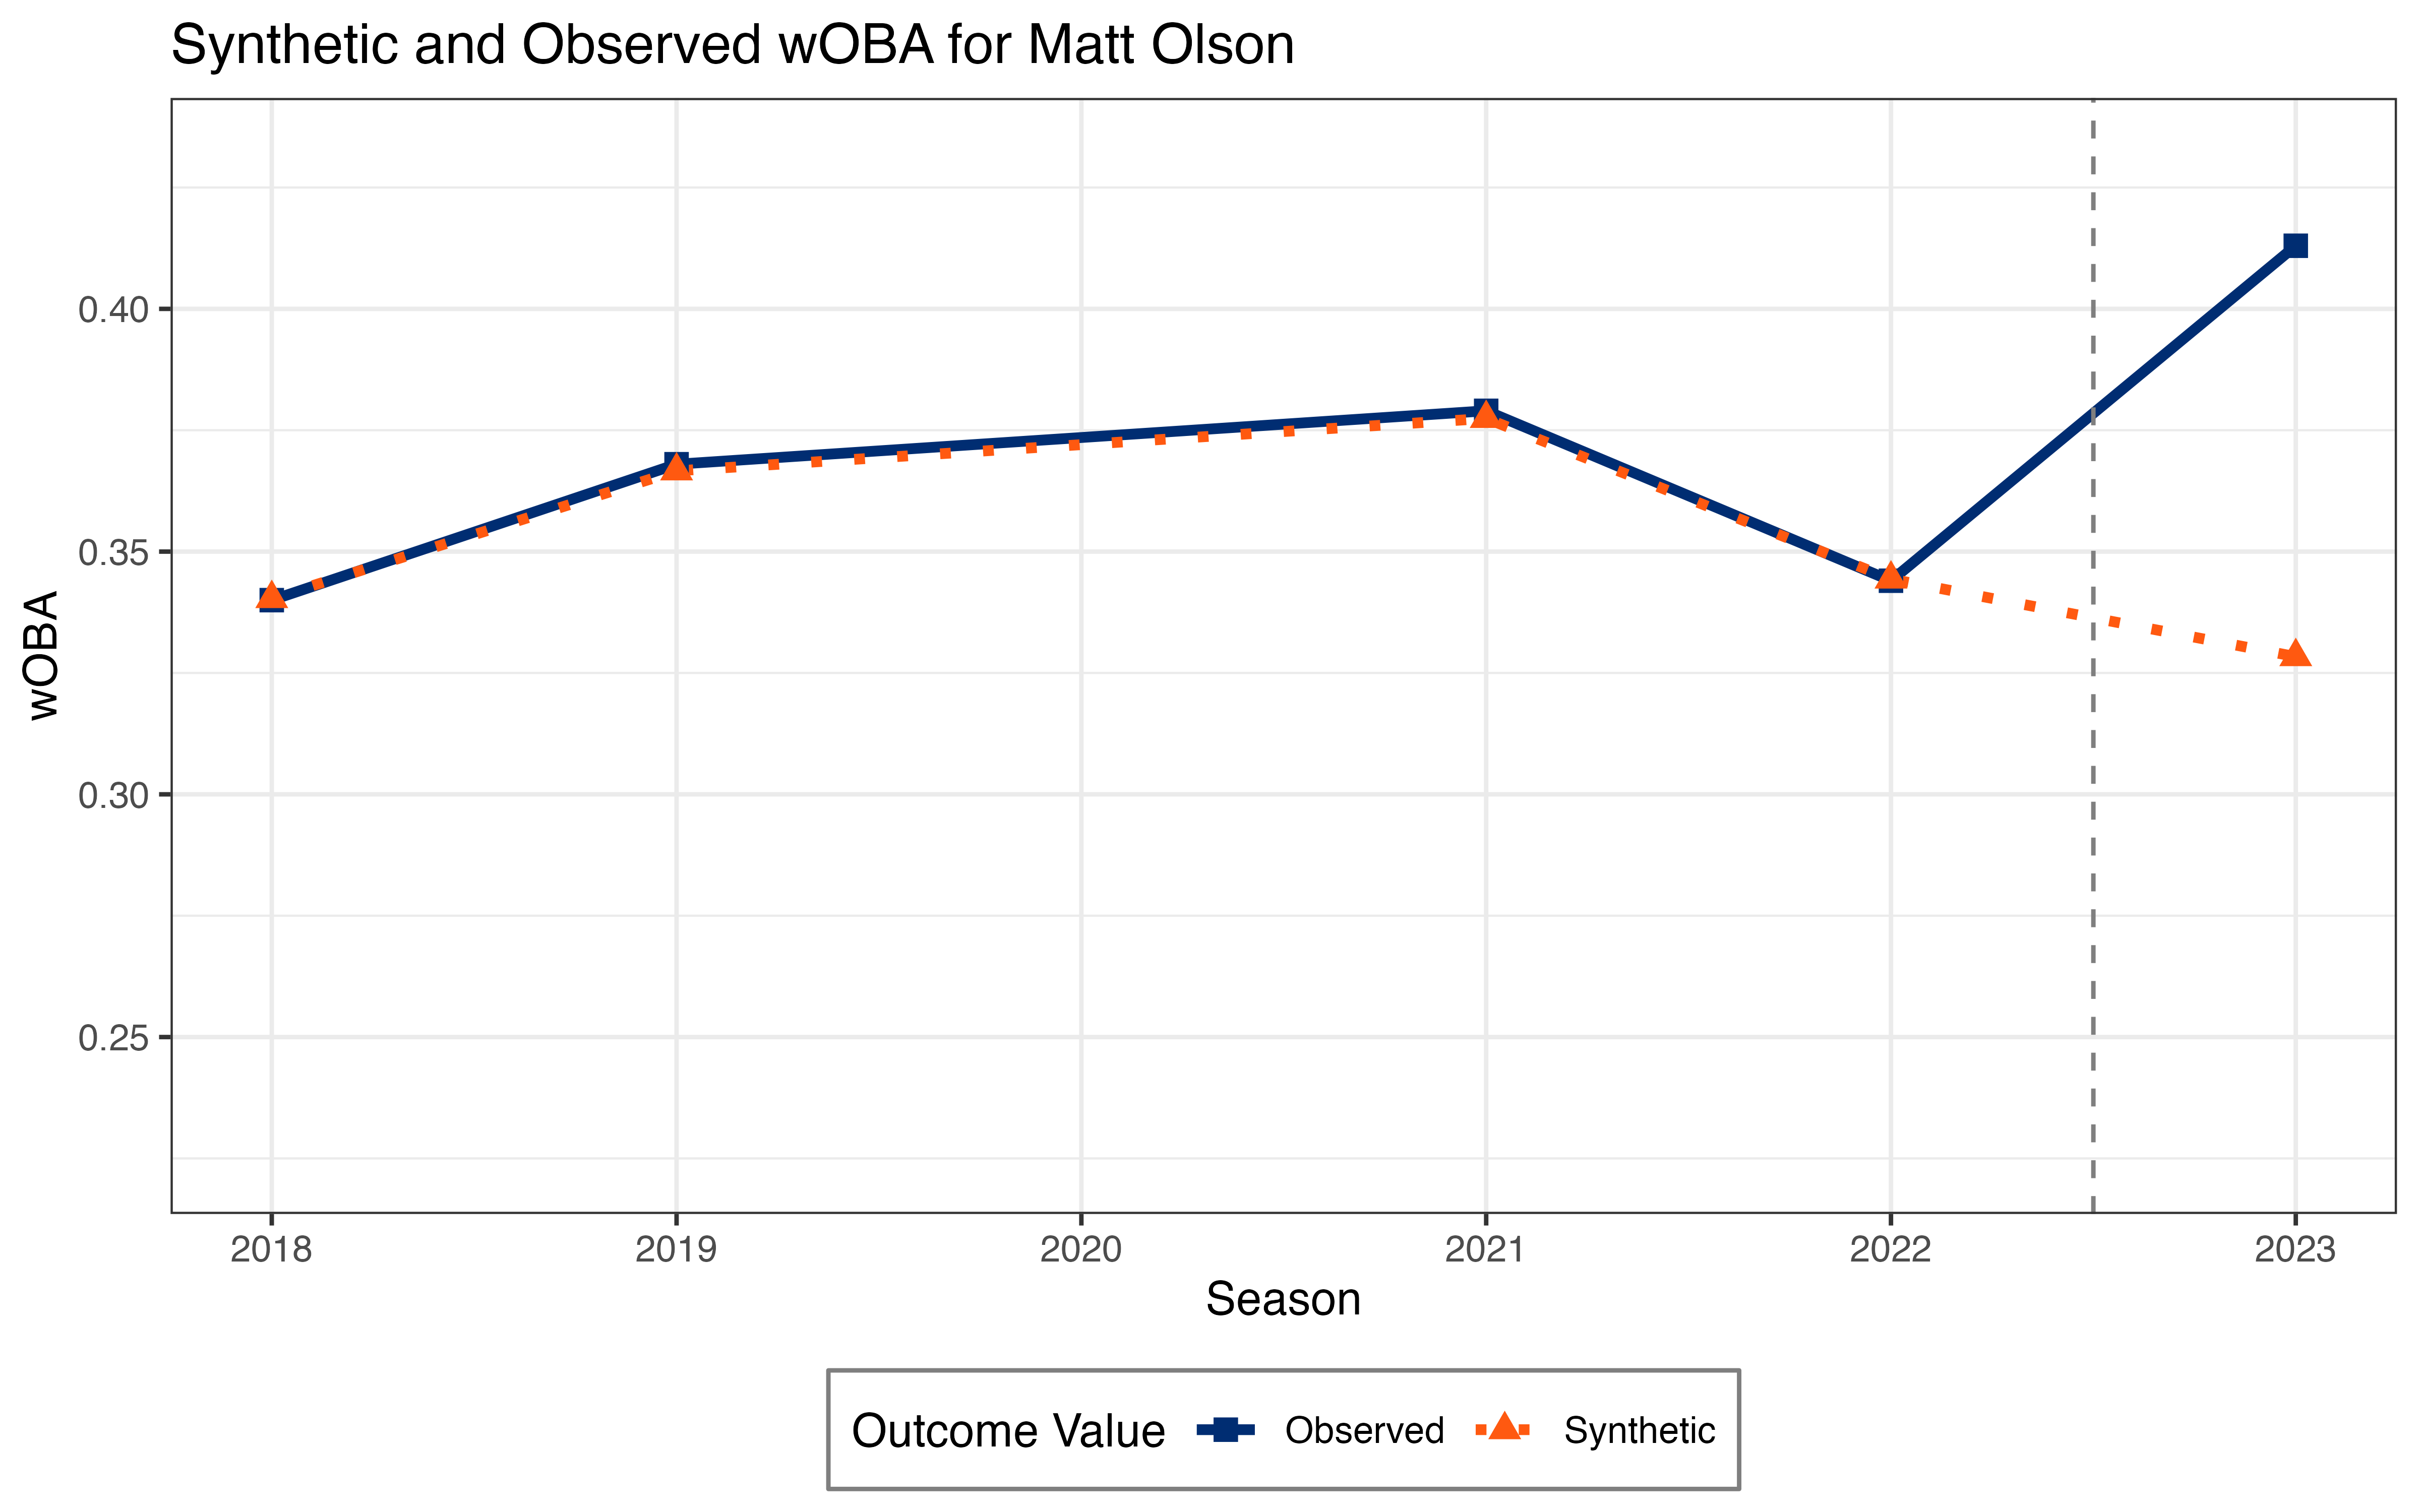 Synthetic and Observed wOBA for Matt Olson
0.40
0.35
0.30
0.25
wOBA
2018 2019 2020 2021 2022 2023
Season
Outcome Value Observed Synthetic